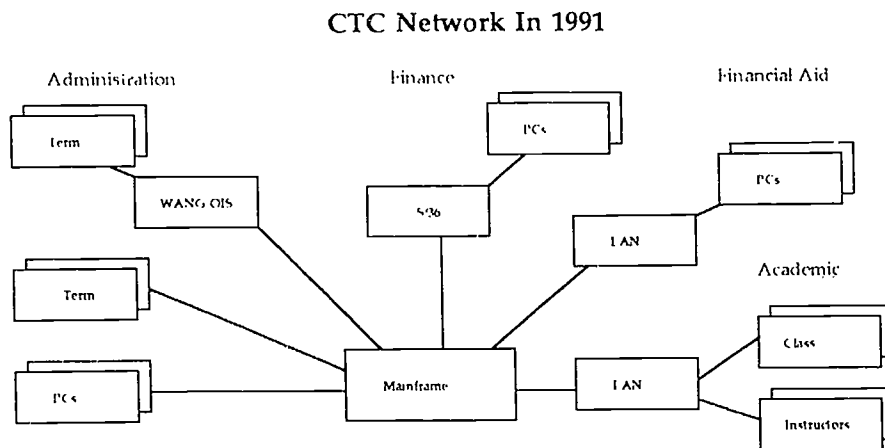 CTC Network In 1991
Administration
Finance
Financial Aid
Term
PCs
PCs
WANG OIS
S/36
LAN
Academic
Term
Class
Mainframe
LAN
PCs
Instructors